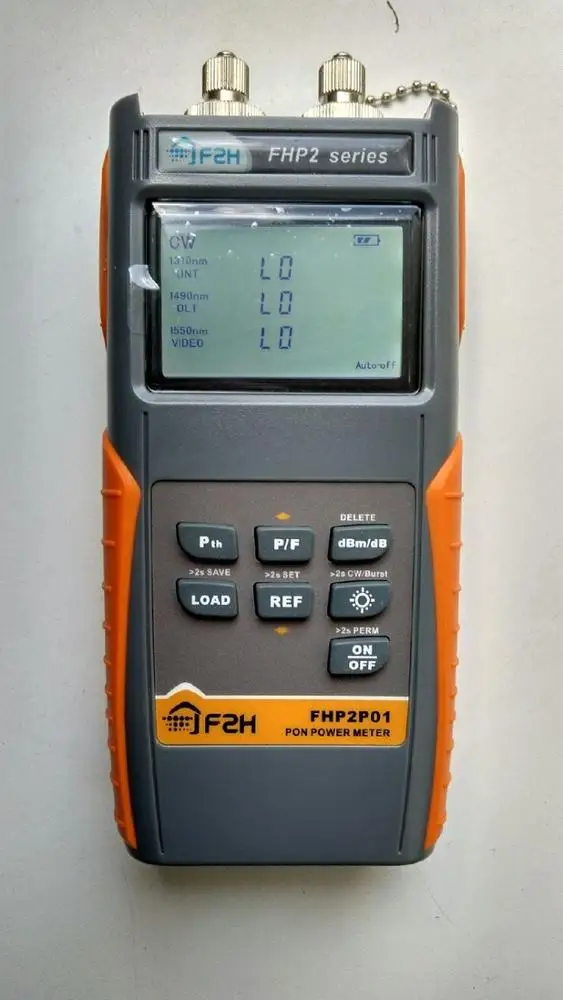 F2H FHP2 series
CW
1310nm LO
ONT
1490nm LO
OLT
1550nm LO
VIDEO
Auto-off
DELETE
Pth P/F dBm/dB
>2s SAVE >2s SET >2s CW/Burst
LOAD REF
>2s PERM
ON
OFF
F2H FHP2P01
PON POWER METER